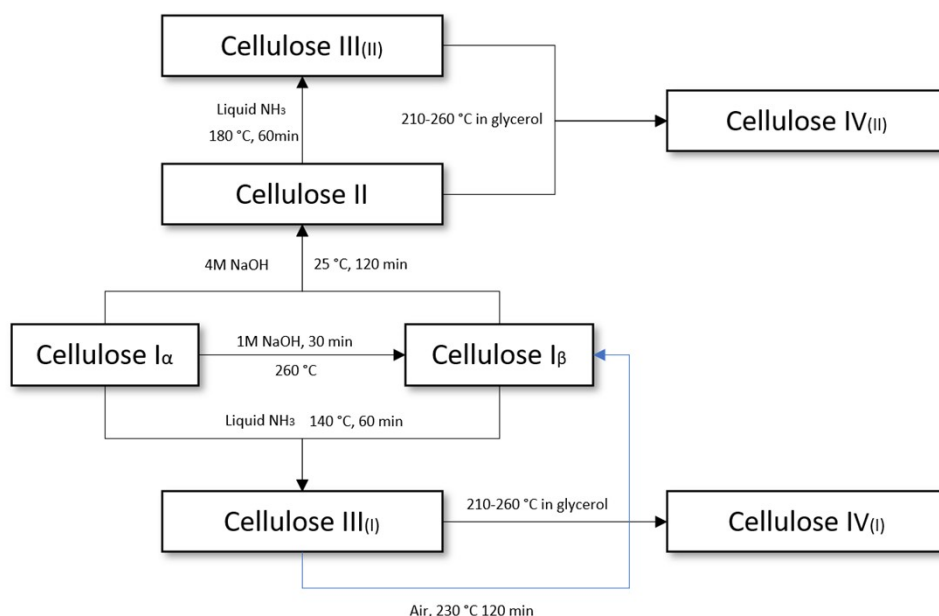 Cellulose III(II)
Liquid NH₃
180 °C, 60min
210-260 °C in glycerol
Cellulose IV(II)
Cellulose II
4M NaOH 25 °C, 120 min
Cellulose Iα
1M NaOH, 30 min
260 °C
Cellulose Iβ
Liquid NH₃ 140 °C, 60 min
Cellulose III(I)
210-260 °C in glycerol
Cellulose IV(I)
Air, 230 °C 120 min